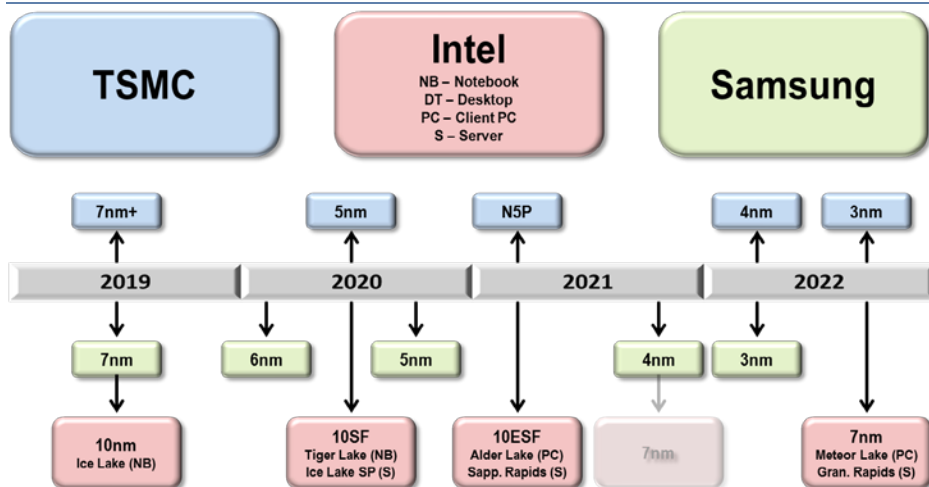 TSMC
Intel
NB – Notebook
DT – Desktop
PC – Client PC
S – Server
Samsung
7nm+
5nm
N5P
4nm
3nm
2019
2020
2021
2022
7nm
6nm
5nm
4nm
3nm
10nm
Ice Lake (NB)
10SF
Tiger Lake (NB)
Ice Lake SP (S)
10ESF
Alder Lake (PC)
Sapp. Rapids (S)
7nm
7nm
Meteor Lake (PC)
Gran. Rapids (S)